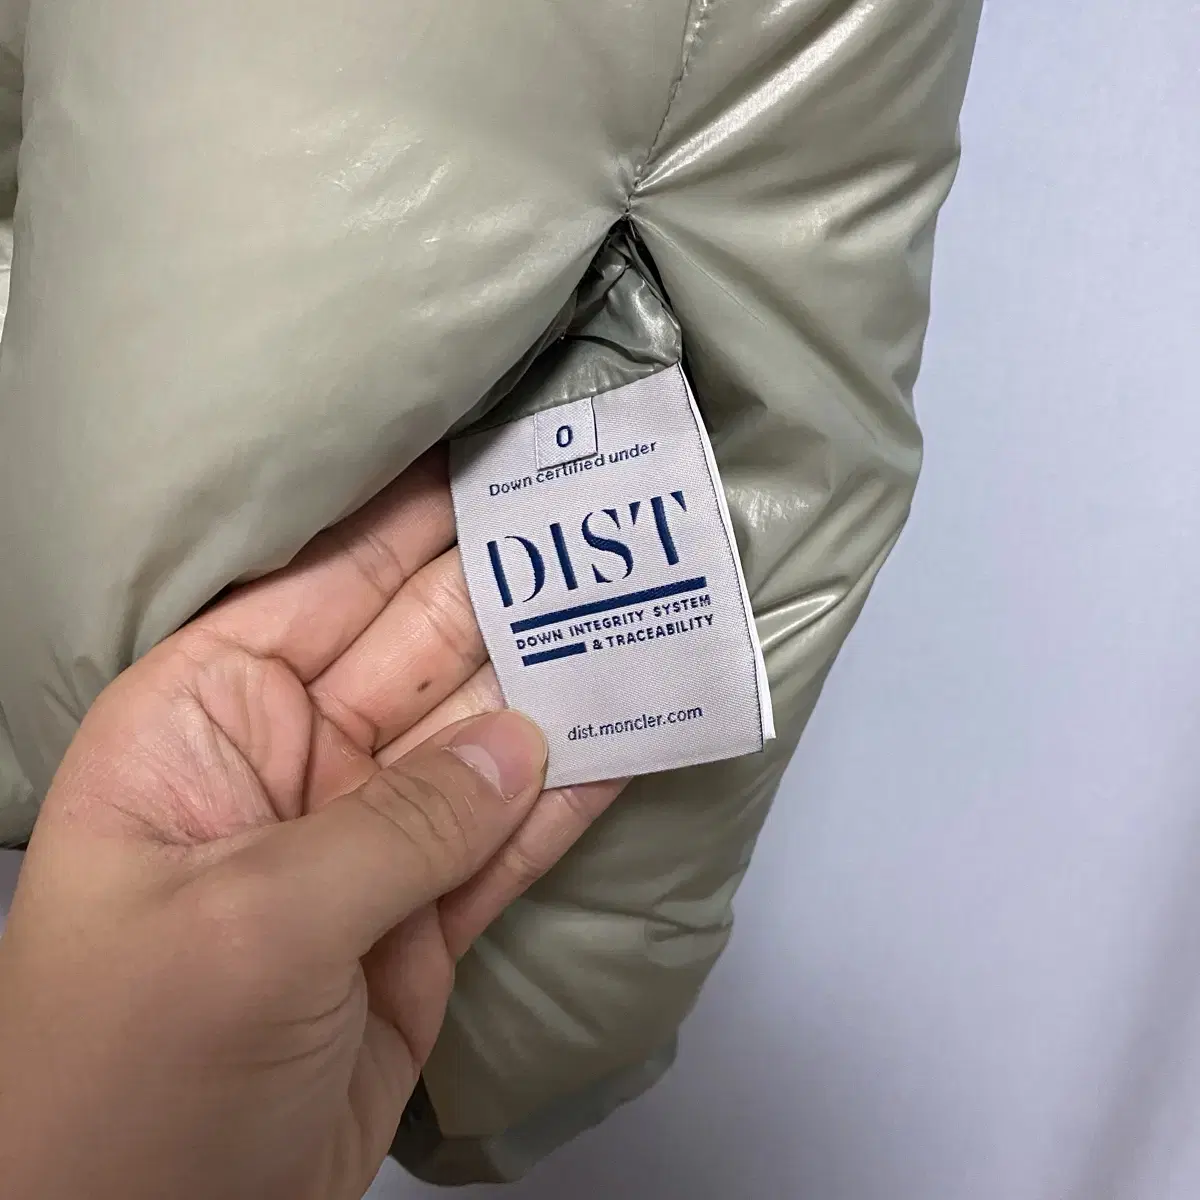 0
Down certified under
DIST
DOWN INTEGRITY SYSTEM
& TRACEABILITY
dist.moncler.com